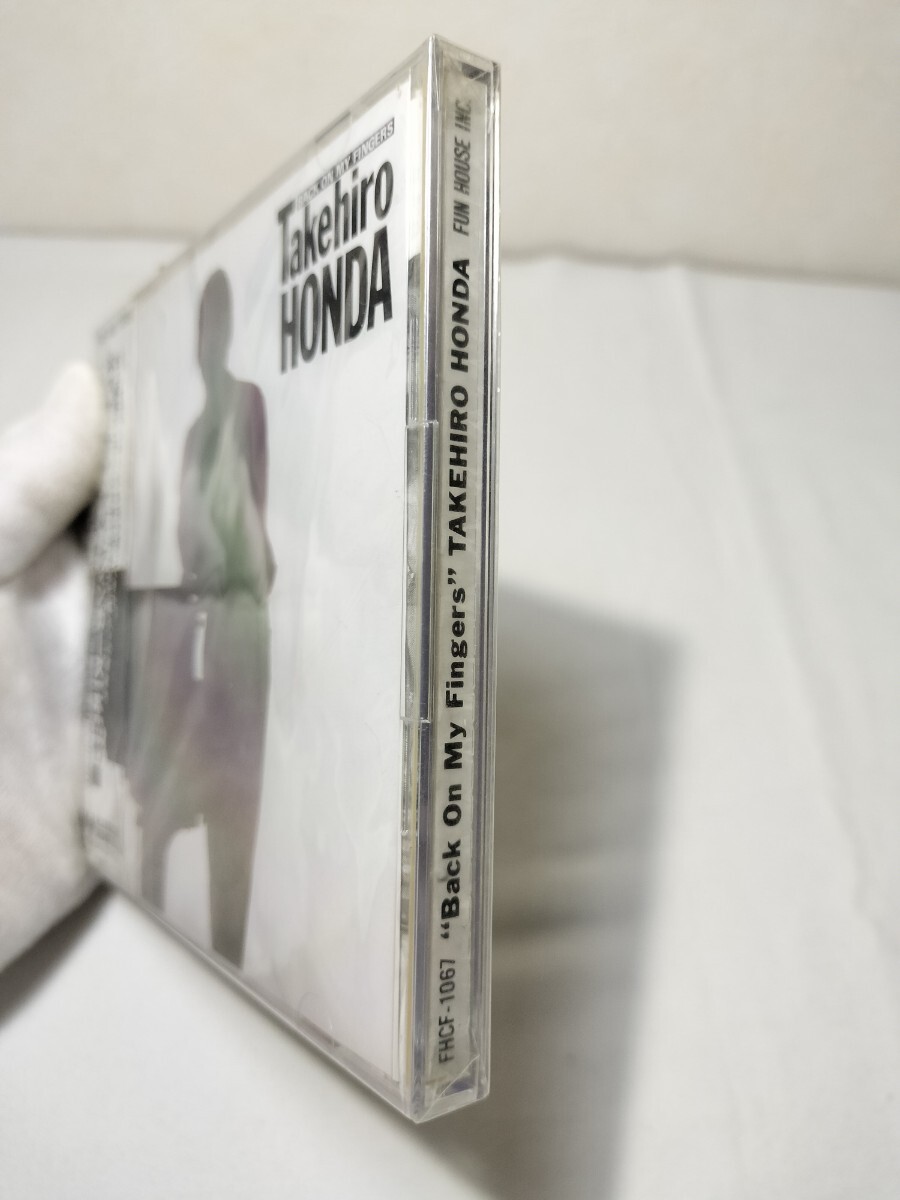 BACK ON MY FINGERS
Takehiro
HONDA
FHCF-1067 “Back On My Fingers” TAKEHIRO HONDA FUN HOUSE INC.